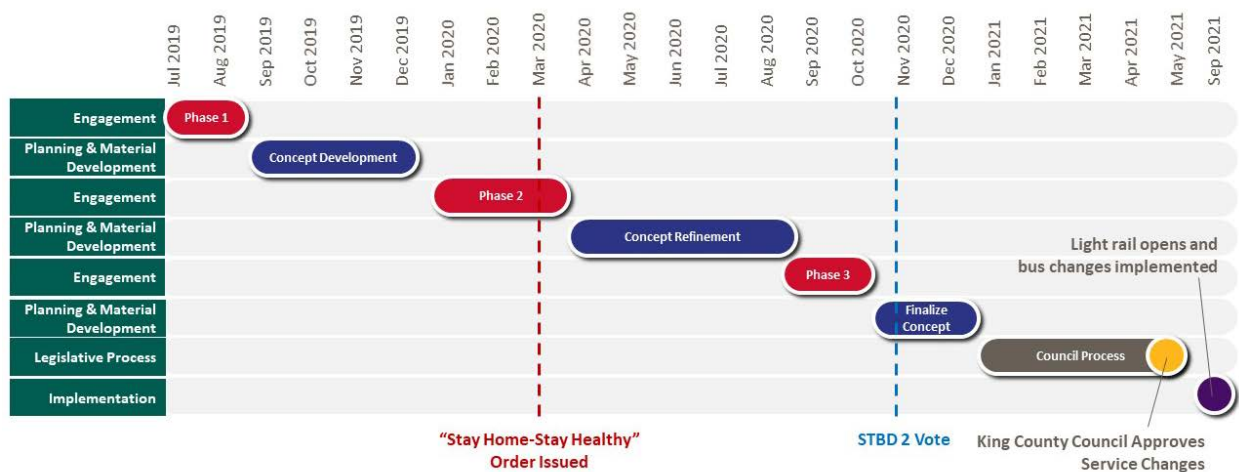 Jul 2019
Aug 2019
Sep 2019
Oct 2019
Nov 2019
Dec 2019
Jan 2020
Feb 2020
Mar 2020
Apr 2020
May 2020
Jun 2020
Jul 2020
Aug 2020
Sep 2020
Oct 2020
Nov 2020
Dec 2020
Jan 2021
Feb 2021
Mar 2021
Apr 2021
May 2021
Sep 2021
Engagement
Phase 1
Planning & Material
Development
Concept Development
Engagement
Phase 2
Planning & Material
Development
Concept Refinement
Light rail opens and
bus changes implemented
Engagement
Phase 3
Planning & Material
Development
Finalize
Concept
Legislative Process
Council Process
Implementation
“Stay Home-Stay Healthy”
Order Issued
STBD 2 Vote
King County Council Approves
Service Changes